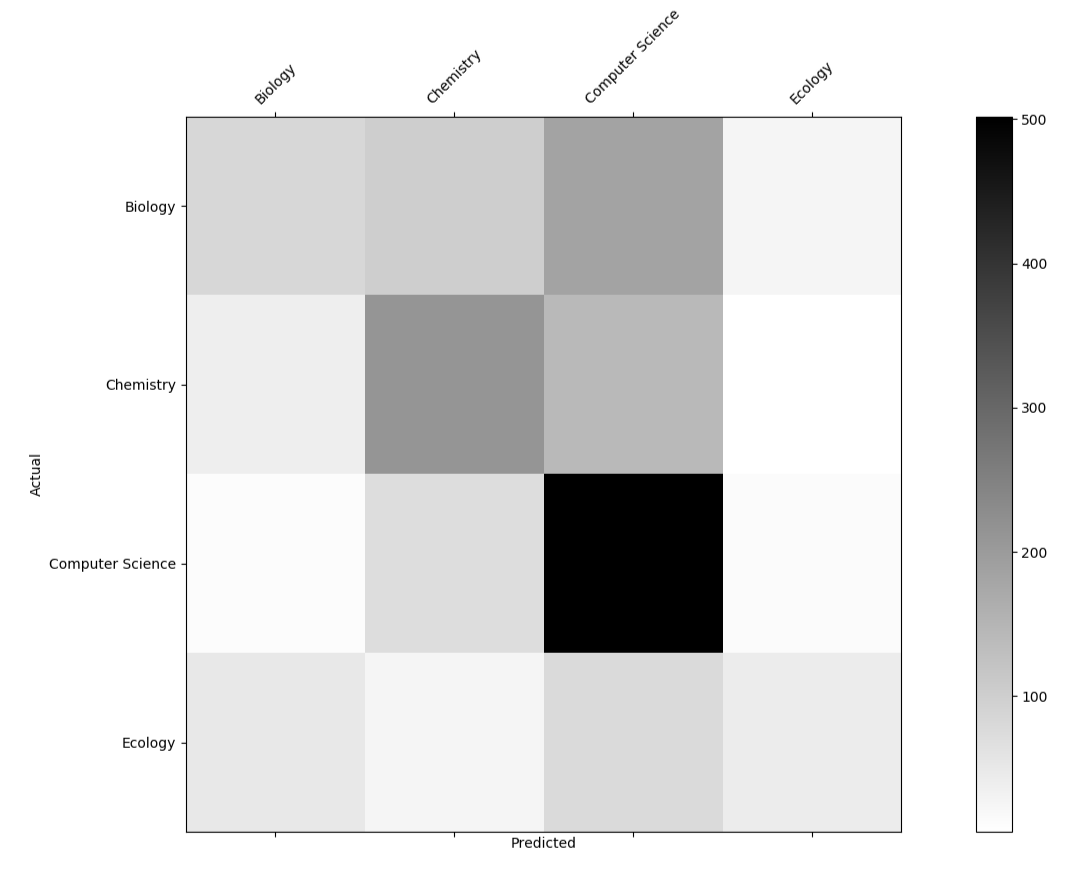 Biology
Chemistry
Computer Science
Ecology
Biology
Chemistry
Computer Science
Ecology
Actual
Predicted
500
400
300
200
100